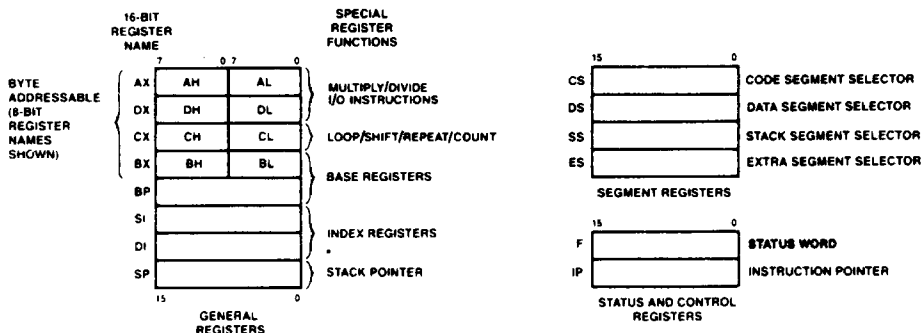 16-BIT
REGISTER
NAME
SPECIAL
REGISTER
FUNCTIONS
7 0 7 0
BYTE
ADDRESSABLE
(8-BIT
REGISTER
NAMES
SHOWN)
AX AH AL
DX DH DL
CX CH CL
BX BH BL
BP
SI
DI
SP
15 0
MULTIPLY/DIVIDE
I/O INSTRUCTIONS
LOOP/SHIFT/REPEAT/COUNT
BASE REGISTERS
INDEX REGISTERS
STACK POINTER
GENERAL
REGISTERS
15 0
CS CODE SEGMENT SELECTOR
DS DATA SEGMENT SELECTOR
SS STACK SEGMENT SELECTOR
ES EXTRA SEGMENT SELECTOR
SEGMENT REGISTERS
15 0
F STATUS WORD
IP INSTRUCTION POINTER
STATUS AND CONTROL
REGISTERS